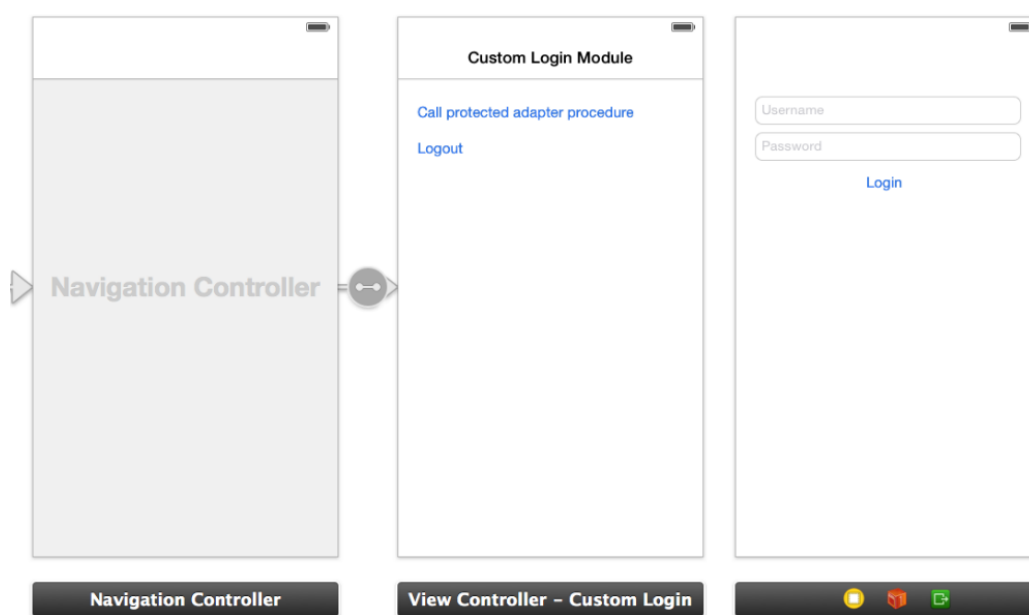 Navigation Controller
Navigation Controller
Custom Login Module
Call protected adapter procedure
Logout
View Controller – Custom Login
Username
Password
Login